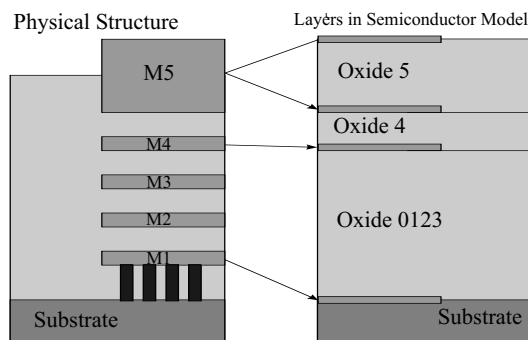 Physical Structure
Layers in Semiconductor Model
M5
Oxide 5
Oxide 4
M4
M3
M2
Oxide 0123
M1
Substrate
Substrate